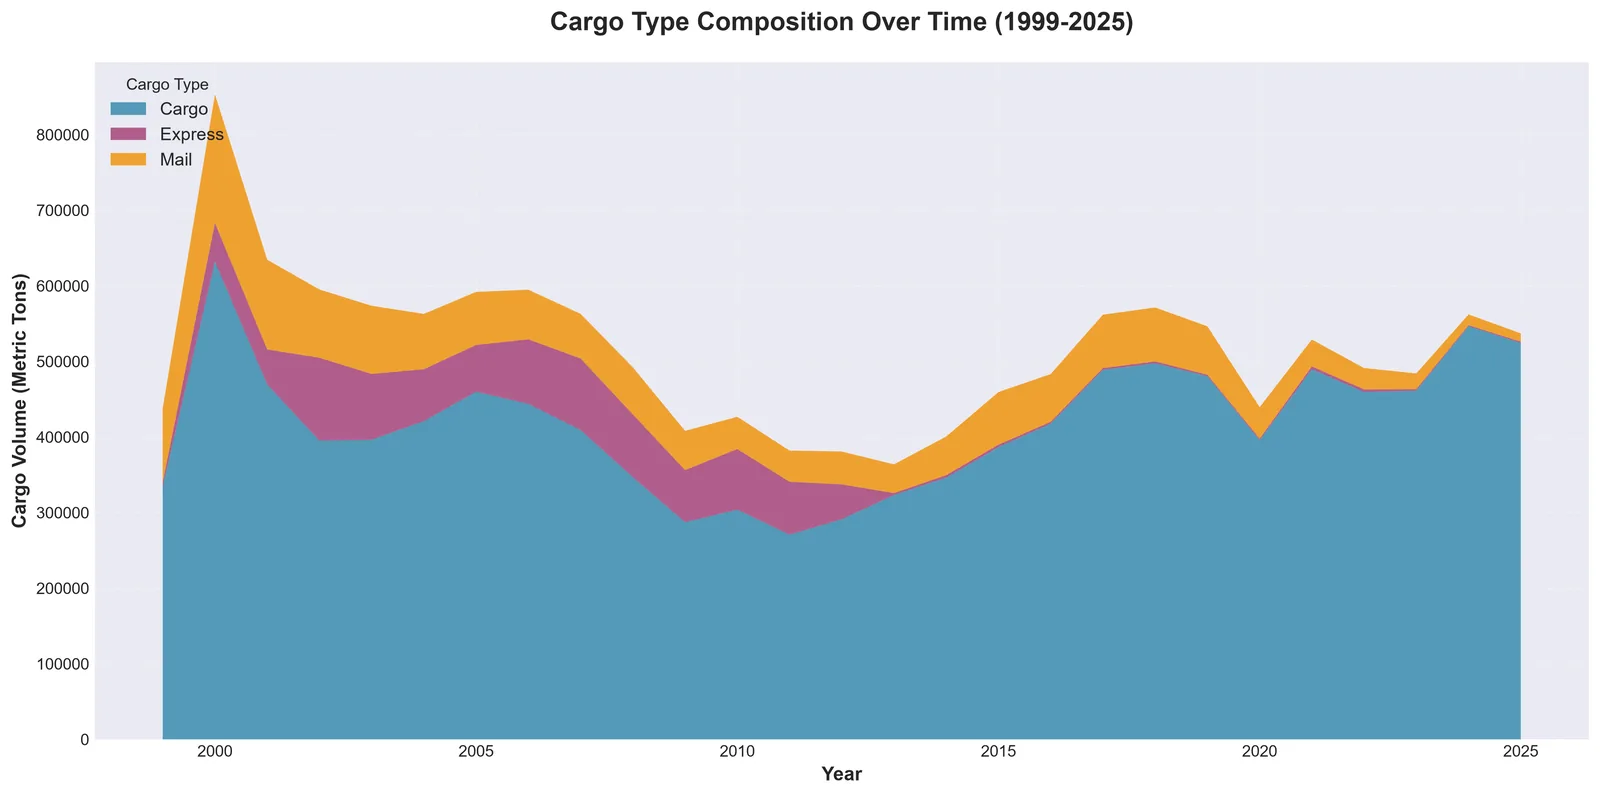 Cargo Type Composition Over Time (1999-2025)
Cargo Type
Cargo
Express
Mail
Cargo Volume (Metric Tons)
800000
700000
600000
500000
400000
300000
200000
100000
0
2000 2005 2010 2015 2020 2025
Year